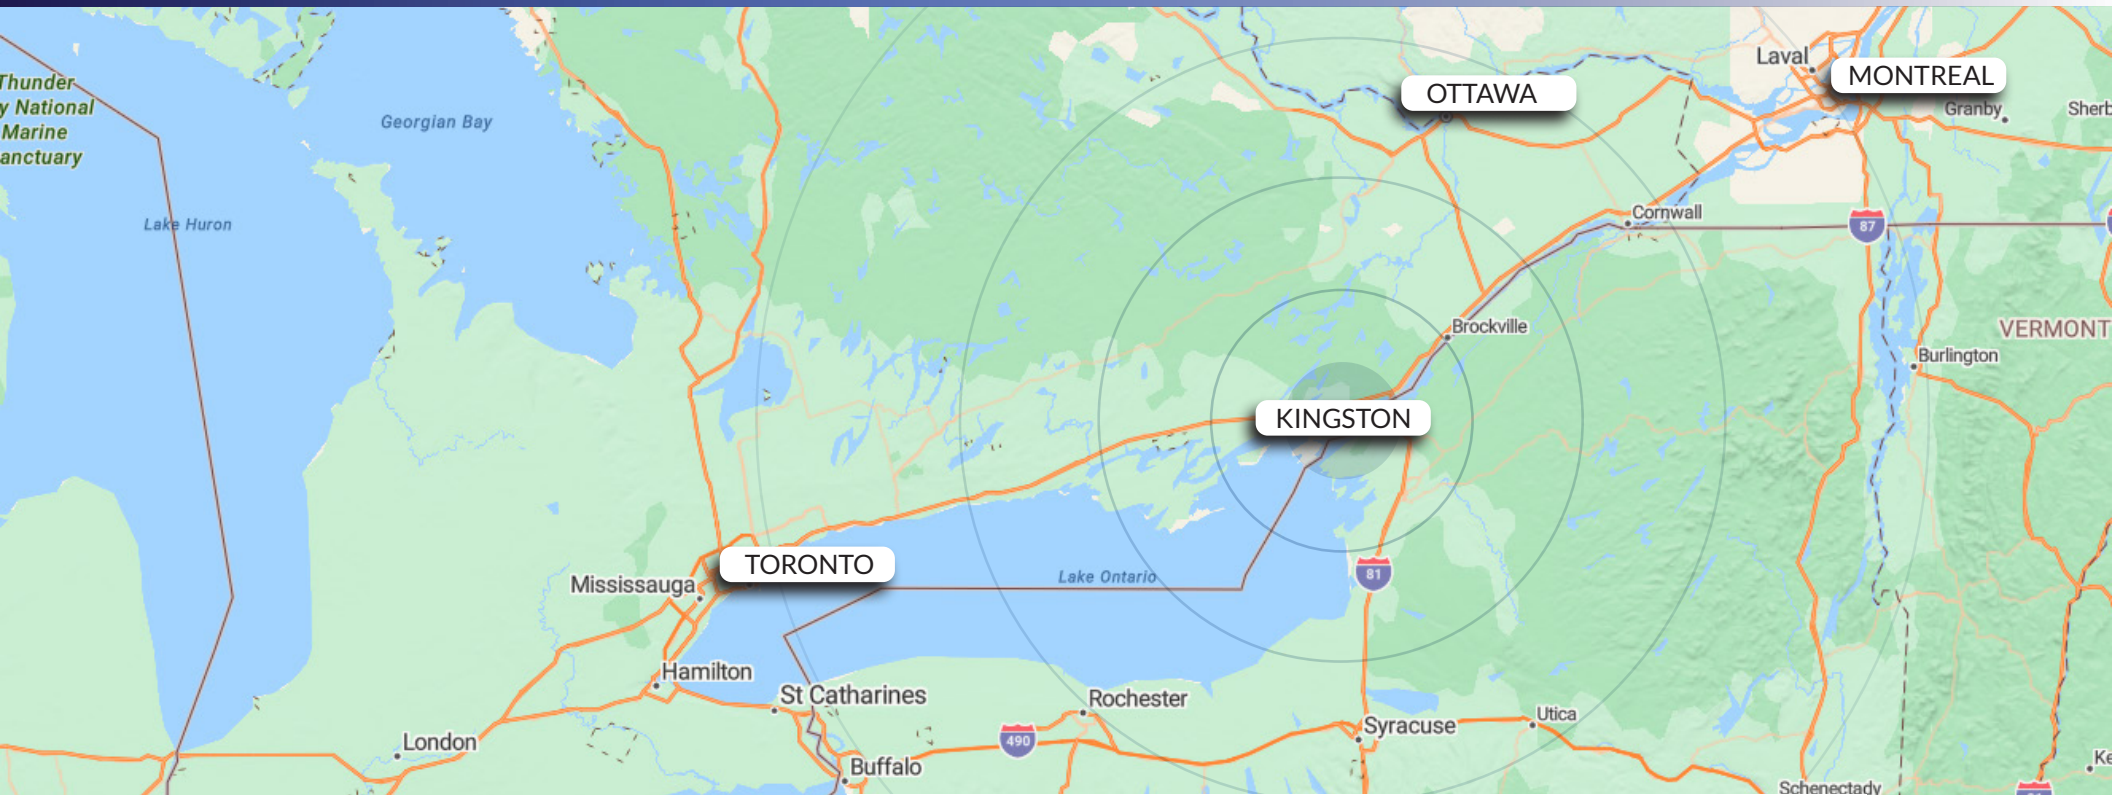 Laval
MONTREAL
Thunder
y National
Marine
anctuary
OTTAWA
Granby
Sherb
Georgian Bay
Lake Huron
Cornwall
87
Brockville
VERMONT
Burlington
KINGSTON
TORONTO
Lake Ontario
81
Mississauga
Hamilton
St Catharines
Rochester
Utica
Syracuse
490
London
Buffalo
Ke
Schenectady